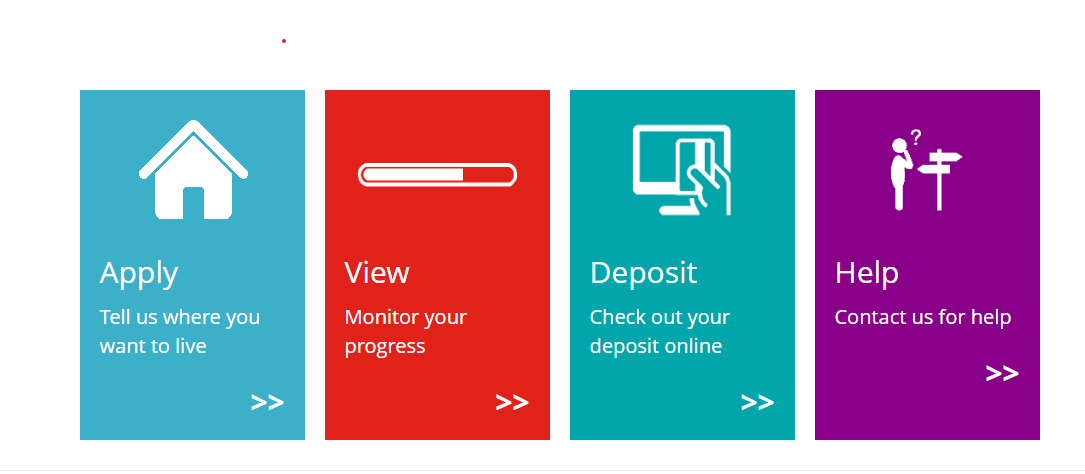 ?
Apply
Tell us where you
want to live
>>
View
Monitor your
progress
>>
Deposit
Check out your
deposit online
>>
Help
Contact us for help
>>